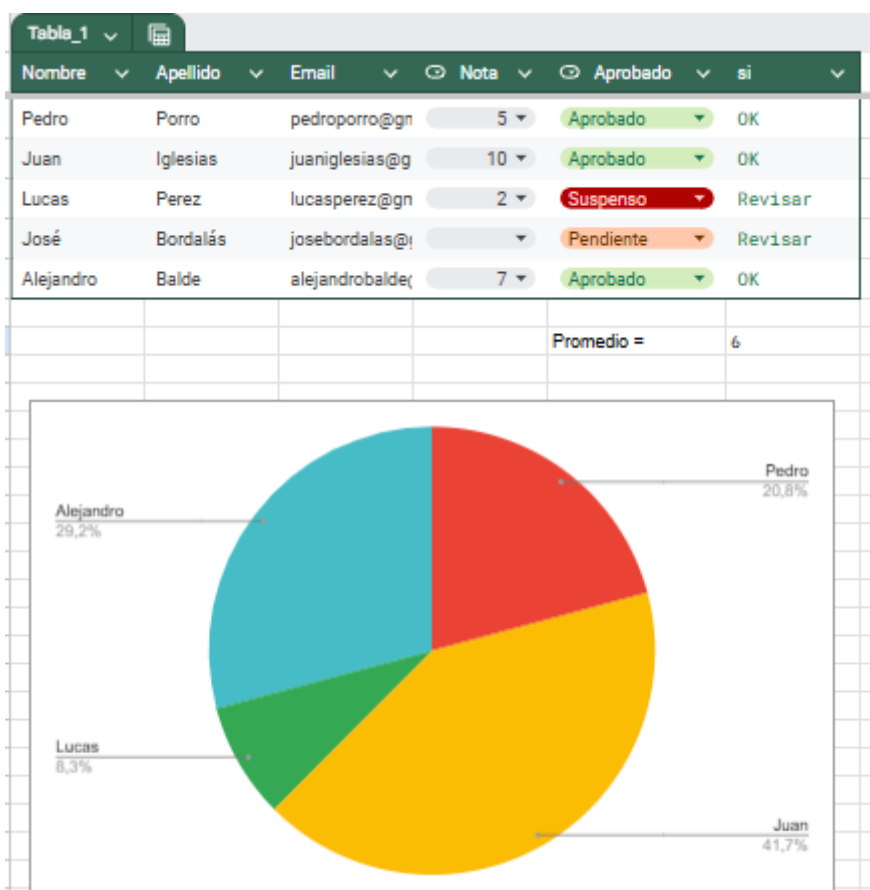 Tabla_1
Nombre Apellido Email Nota Aprobado si
Pedro Porro pedroporro@gn 5 Aprobado OK
Juan Iglesias juaniglesias@g 10 Aprobado OK
Lucas Perez lucasperez@gn 2 Suspenso Revisar
José Bordalás josebordalas@ Pendiente Revisar
Alejandro Balde alejandrobalde Aprobado 7 OK
Promedio = 6
Pedro
20,8%
Alejandro
29,2%
Lucas
8,3%
Juan
41,7%